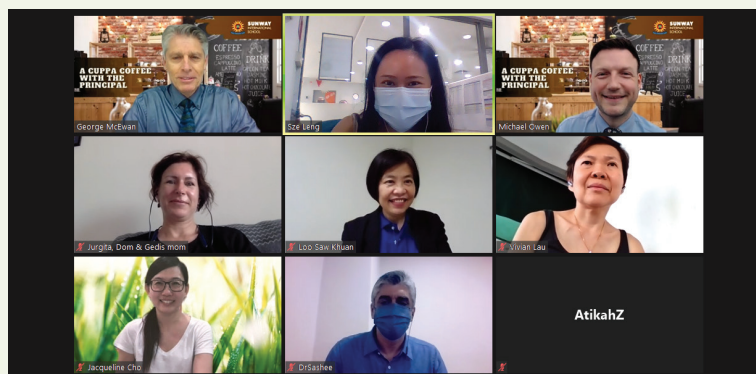 SUNWAY
INTERNATIONAL
SCHOOL
COFFEE
DRINK
A CUPPA COFFEE
WITH THE
PRINCIPAL
George McEwan
Sze Leng
SUNWAY
INTERNATIONAL
SCHOOL
COFFEE
DRINK
A CUPPA COFFEE
WITH THE
PRINCIPAL
Michael Owen
Jurgita, Dom & Gedis mom
Loo Saw Khuan
Vivian Lau
Jacqueline Cho
DrSashee
AtikahZ